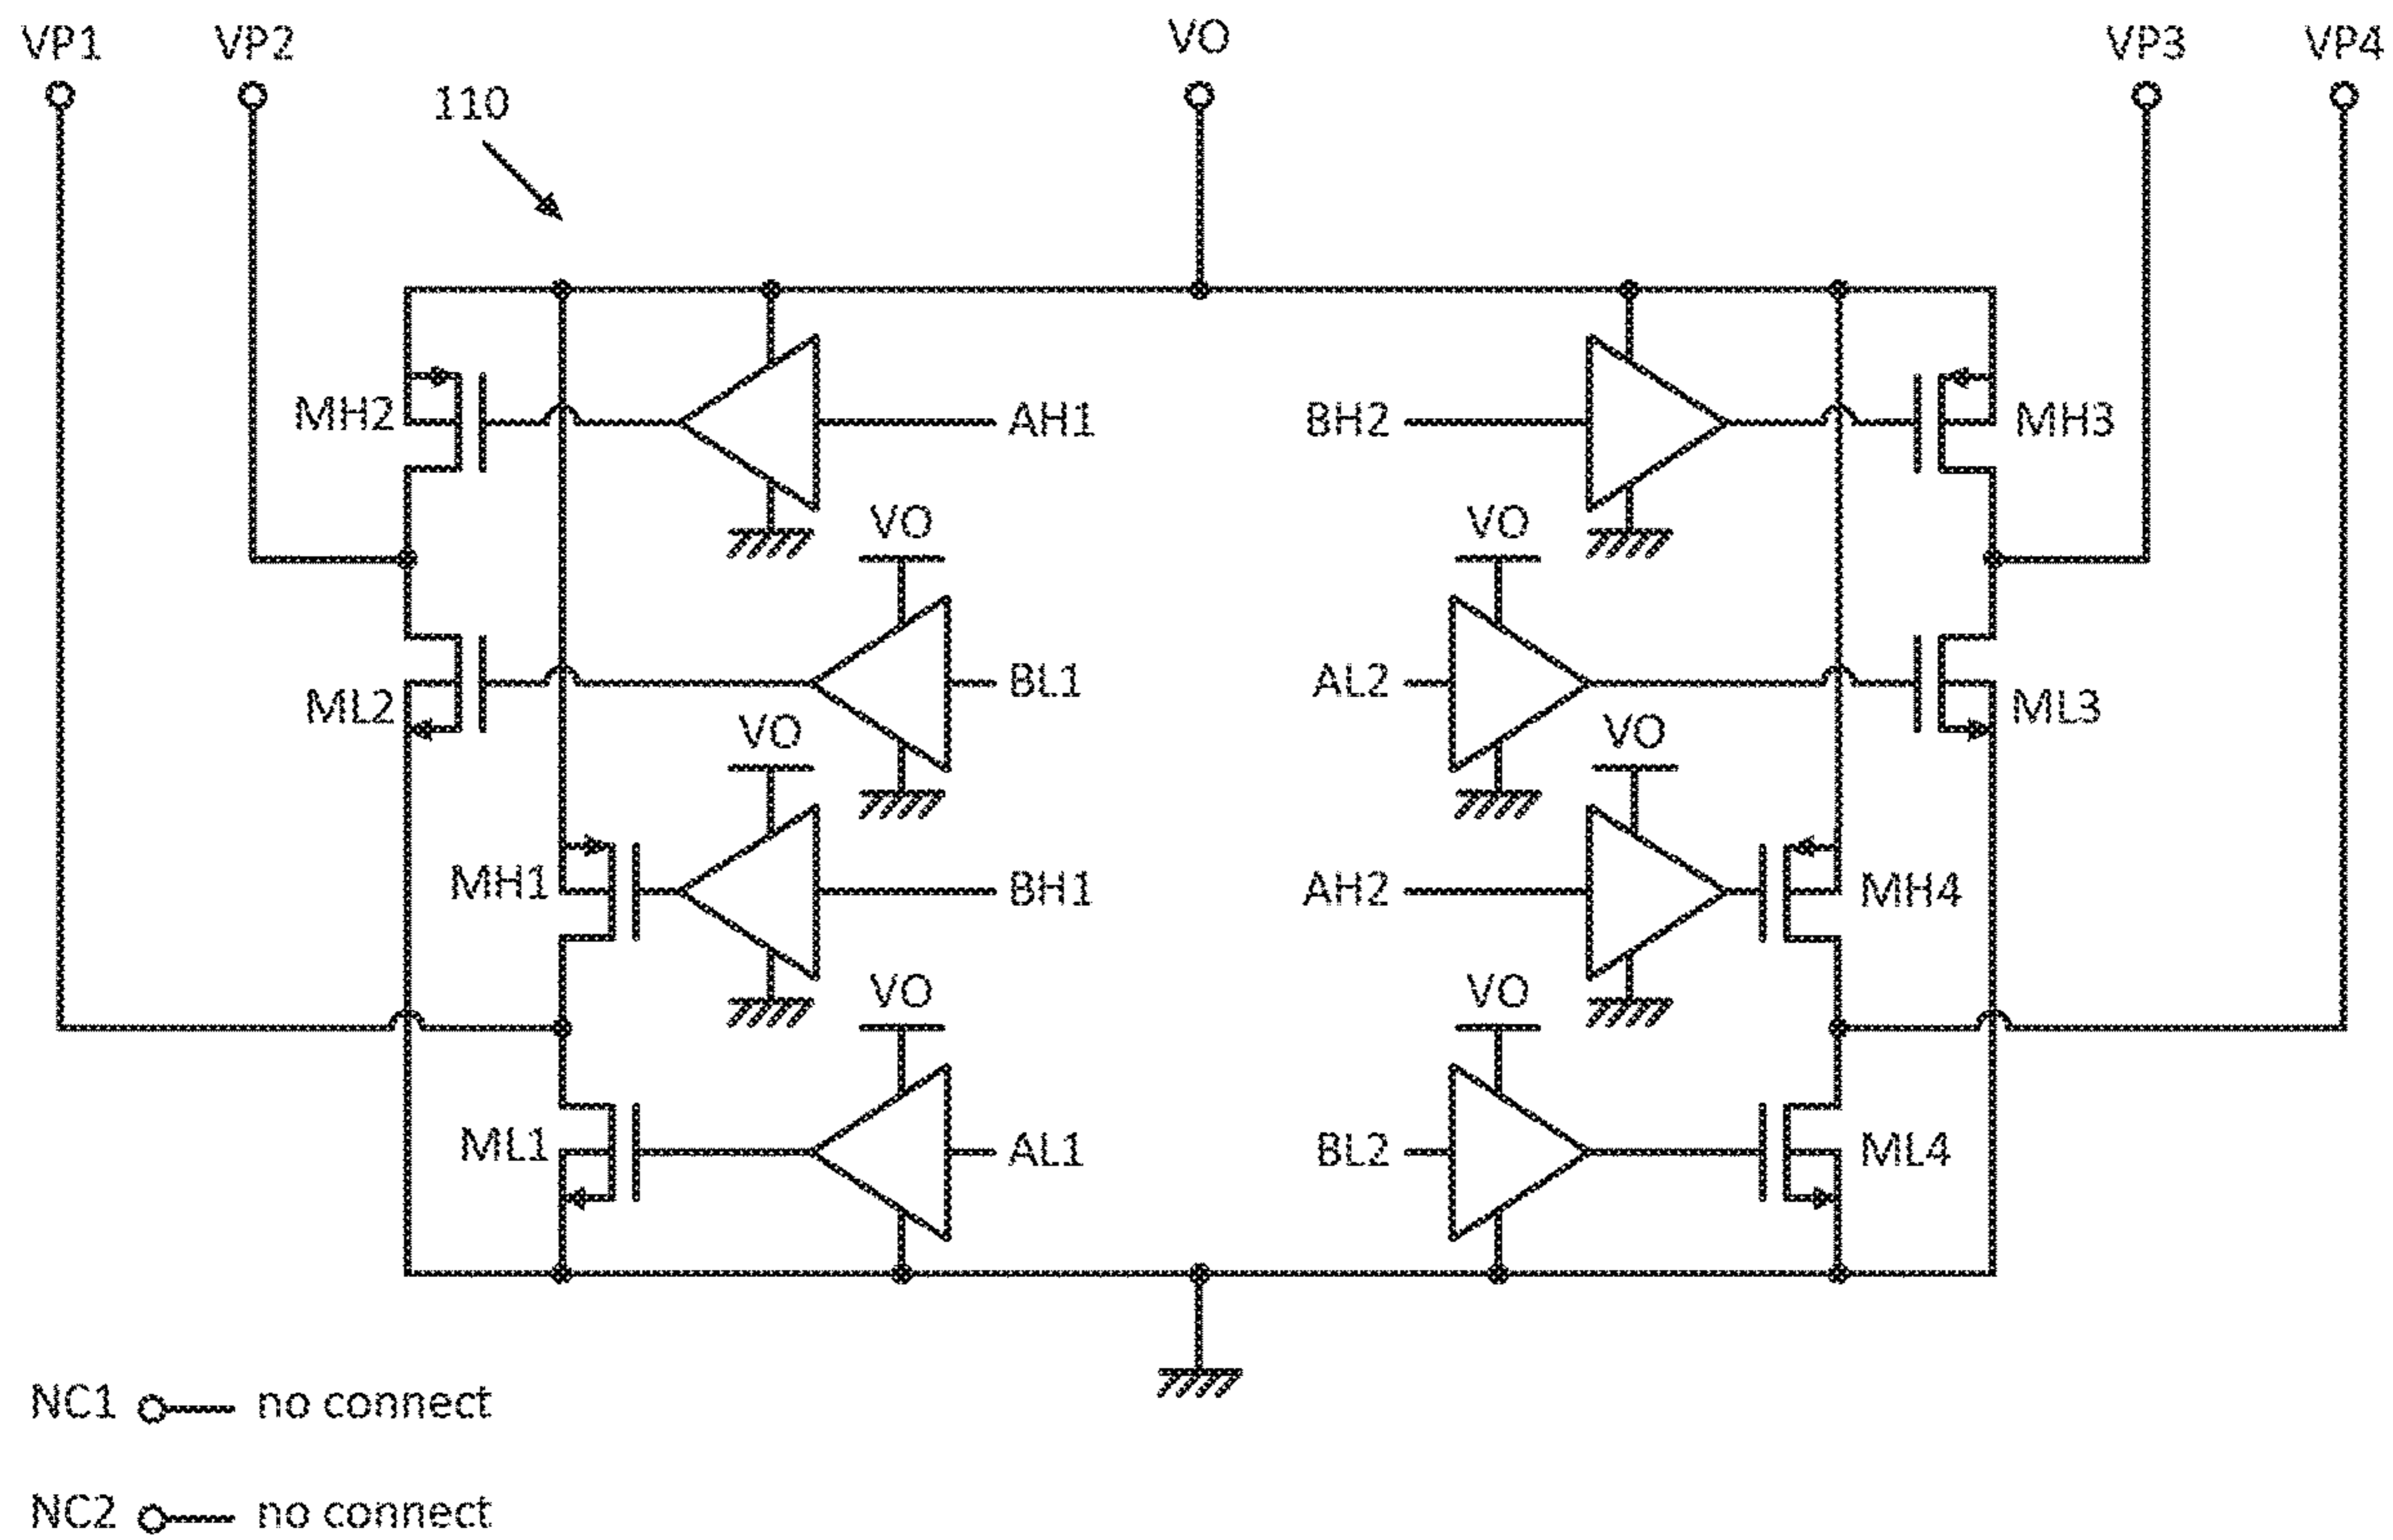 VP1 VP2 VO VP3 VP4
110
MH2 AH1 BH2 MH3
VO VO
ML2 BL1 AL2 ML3
VO VO
MH1 BH1 AH2 MH4
VO VO
ML1 AL1 BL2 ML4
NC1 no connect
NC2 no connect